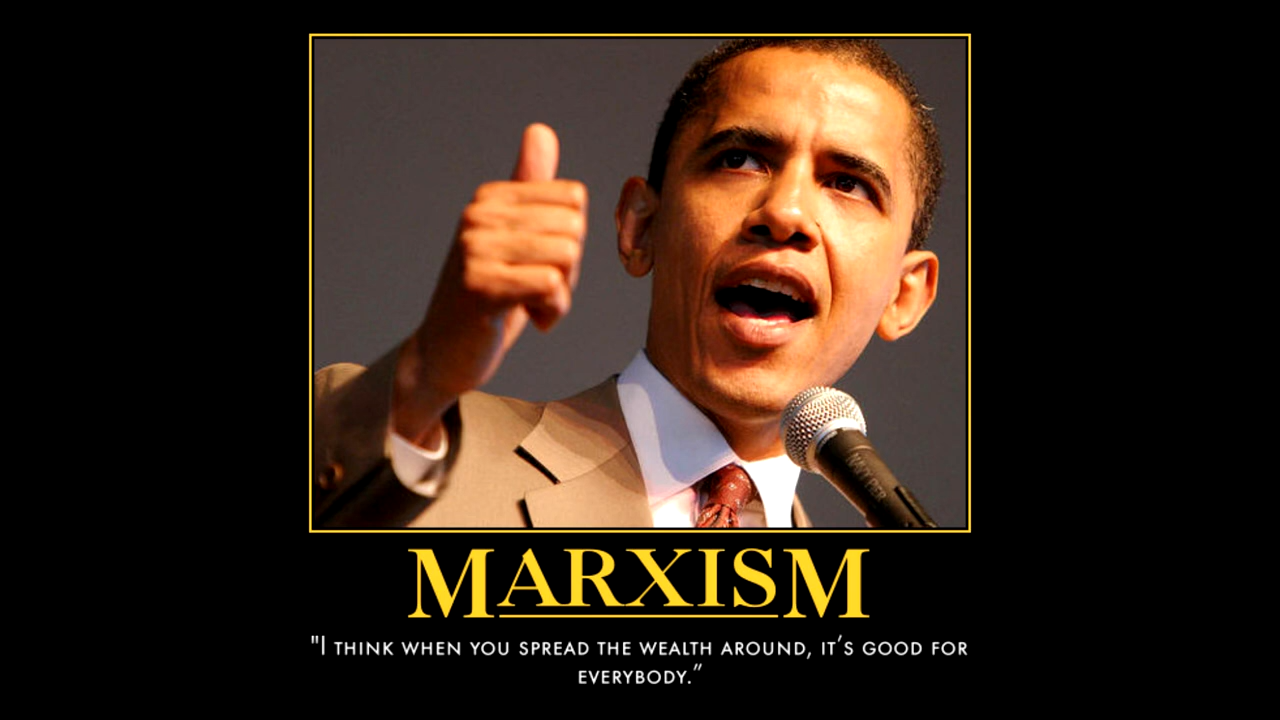 MARXISM
"I THINK WHEN YOU SPREAD THE WEALTH AROUND, IT'S GOOD FOR
EVERYBODY."